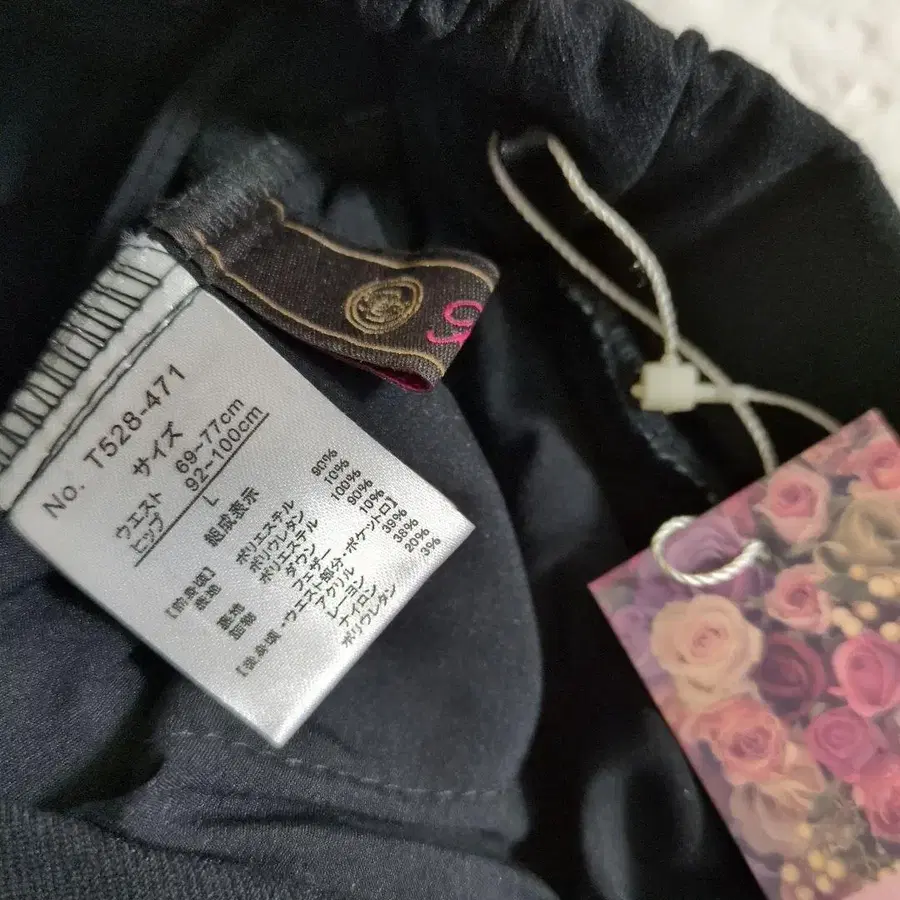 No. T528-471
サイズ
ウエスト 69~77cm
ヒップ 92~100cm
L
組成表示
【前身頃】
表地 ポリエステル 90%
ポリウレタン 10%
裏地 ポリエステル 100%
詰物 ダウン 90%
フェザー 10%
【後身頃・ウエスト部分・ポケット口】
アクリル 39%
レーヨン 38%
ナイロン 20%
ポリウレタン 3%